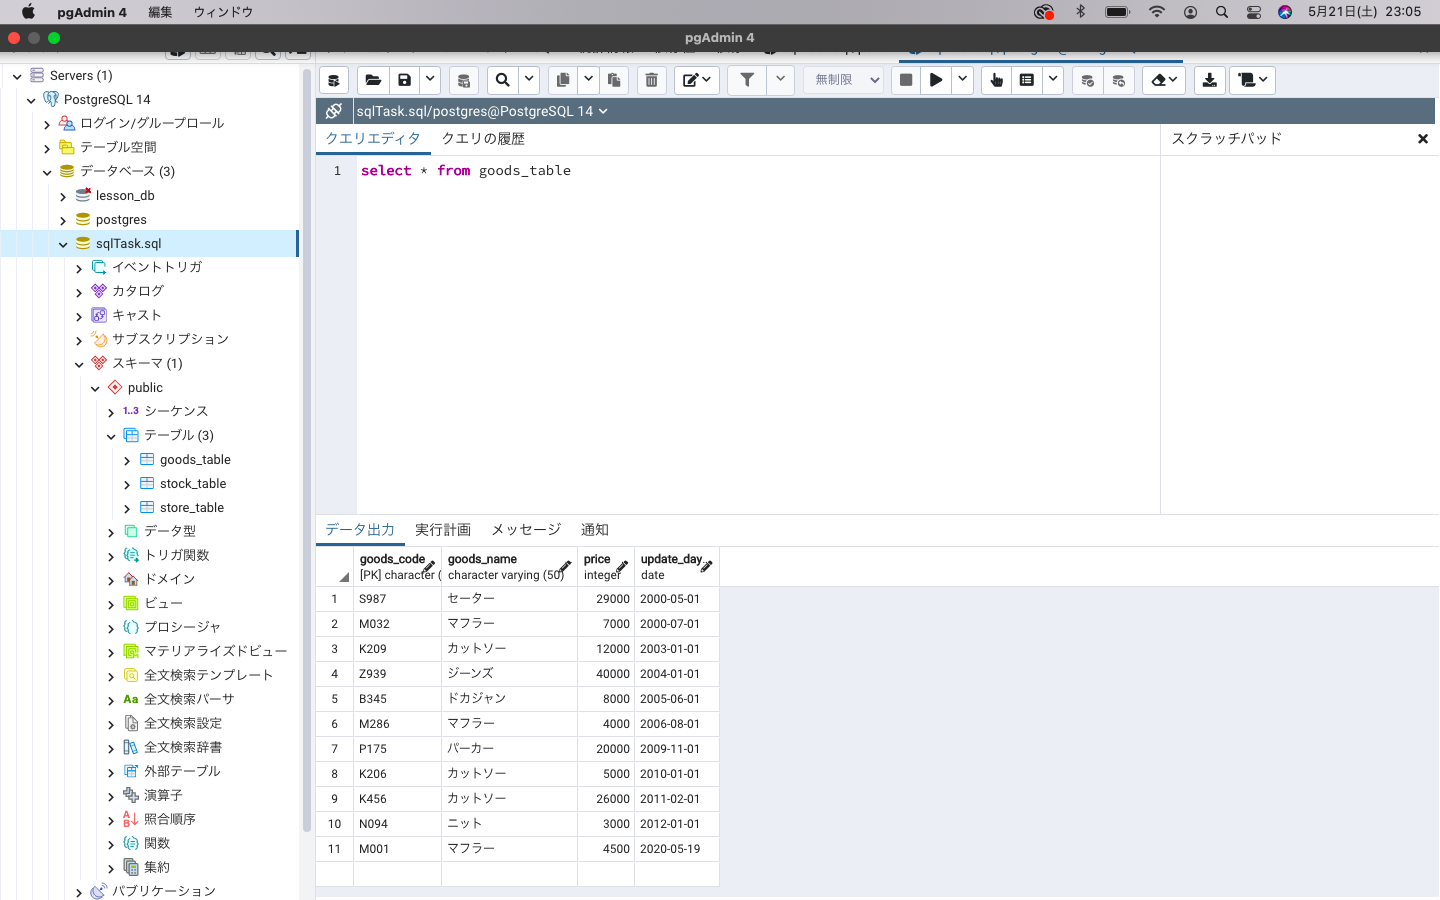 pgAdmin 4 編集 ウィンドウ 5月21日(土) 23:05
pgAdmin 4
Servers (1)
PostgreSQL 14
ログイン/グループロール
テーブル空間
データベース (3)
lesson_db
postgres
sqlTask.sql
イベントトリガ
カタログ
キャスト
サブスクリプション
スキーマ (1)
public
1..3 シーケンス
テーブル (3)
goods_table
stock_table
store_table
データ型
トリガ関数
ドメイン
ビュー
プロシージャ
マテリアライズドビュー
全文検索テンプレート
Aa 全文検索パーサ
全文検索設定
全文検索辞書
外部テーブル
演算子
照合順序
関数
集約
パブリケーション
無制限
sqlTask.sql/postgres@PostgreSQL 14
クエリエディタ クエリの履歴 スクラッチパッド
1 select * from goods_table
データ出力 実行計画 メッセージ 通知
goods_code goods_name price update_day..
[PK] character ( character varying (50) integer date
1 S987 セーター 29000 2000-05-01
2 M032 マフラー 7000 2000-07-01
3 K209 カットソー 12000 2003-01-01
4 Z939 ジーンズ 40000 2004-01-01
5 B345 ドカジャン 8000 2005-06-01
6 M286 マフラー 4000 2006-08-01
7 P175 パーカー 20000 2009-11-01
8 K206 カットソー 5000 2010-01-01
9 K456 カットソー 26000 2011-02-01
10 N094 ニット 3000 2012-01-01
11 M001 マフラー 4500 2020-05-19